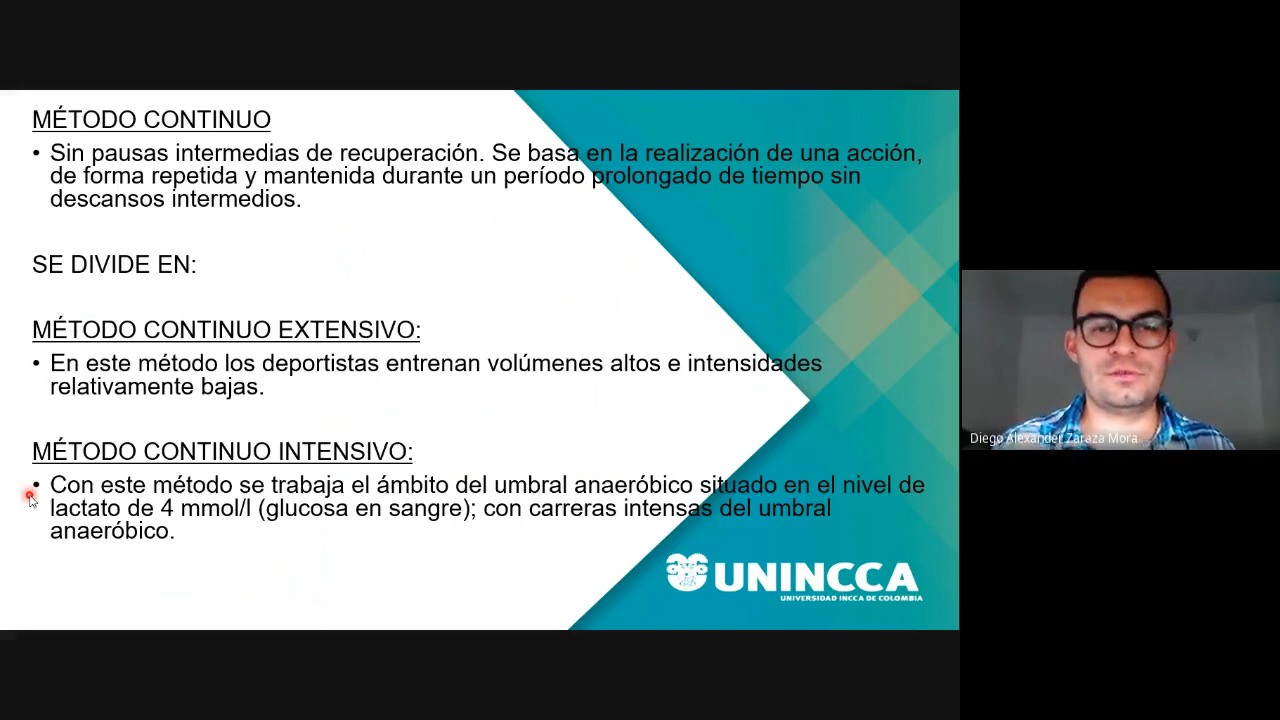 MÉTODO CONTINUO
• Sin pausas intermedias de recuperación. Se basa en la realización de una acción,
de forma repetida y mantenida durante un período prolongado de tiempo sin
descansos intermedios.
SE DIVIDE EN:
MÉTODO CONTINUO EXTENSIVO:
• En este método los deportistas entrenan volúmenes altos e intensidades
relativamente bajas.
MÉTODO CONTINUO INTENSIVO:
• Con este método se trabaja el ámbito del umbral anaeróbico situado en el nivel de
lactato de 4 mmol/l (glucosa en sangre); con carreras intensas del umbral
anaeróbico.
UNINCCA
UNIVERSIDAD INCCA DE COLOMBIA
Diego Alexander Zaraza Mora